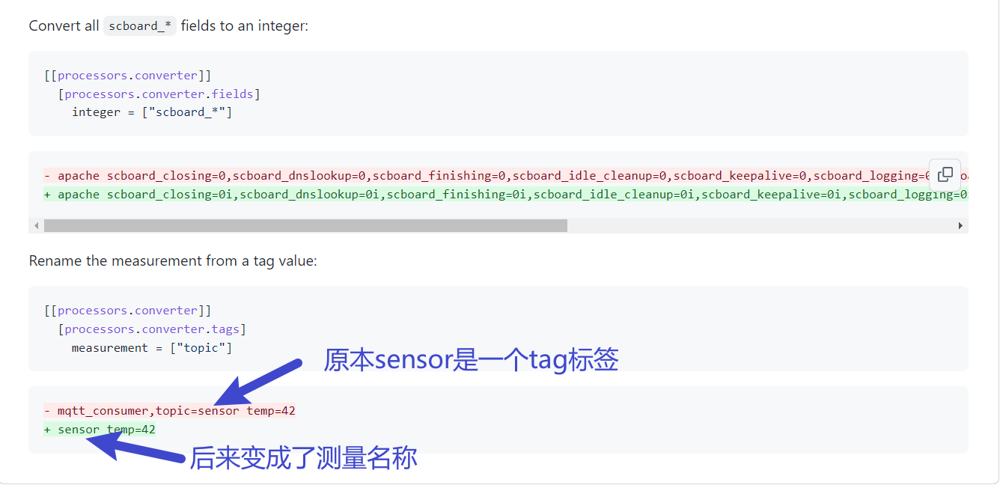 Convert all scboard_* fields to an integer:
[[processors.converter]]
[processors.converter.fields]
integer = ["scboard_*"]
- apache scboard_closing=0,scboard_dnslookup=0,scboard_finishing=0,scboard_idle_cleanup=0,scboard_keepalive=0,scboard_logging=
+ apache scboard_closing=0i,scboard_dnslookup=0i,scboard_finishing=0i,scboard_idle_cleanup=0i,scboard_keepalive=0i,scboard_logging=0
Rename the measurement from a tag value:
[[processors.converter]]
[processors.converter.tags]
measurement = ["topic"]
原本sensor是一个tag标签
- mqtt_consumer,topic=sensor temp=42
+ sensor temp=42
后来变成了测量名称